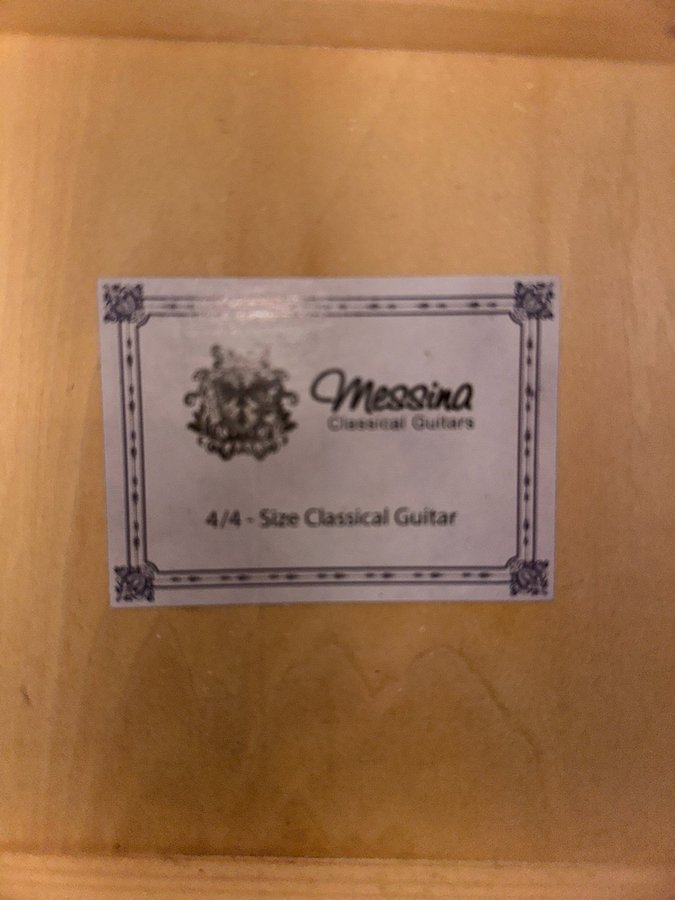 Messina
Classical Guitars
4/4 - Size Classical Guitar